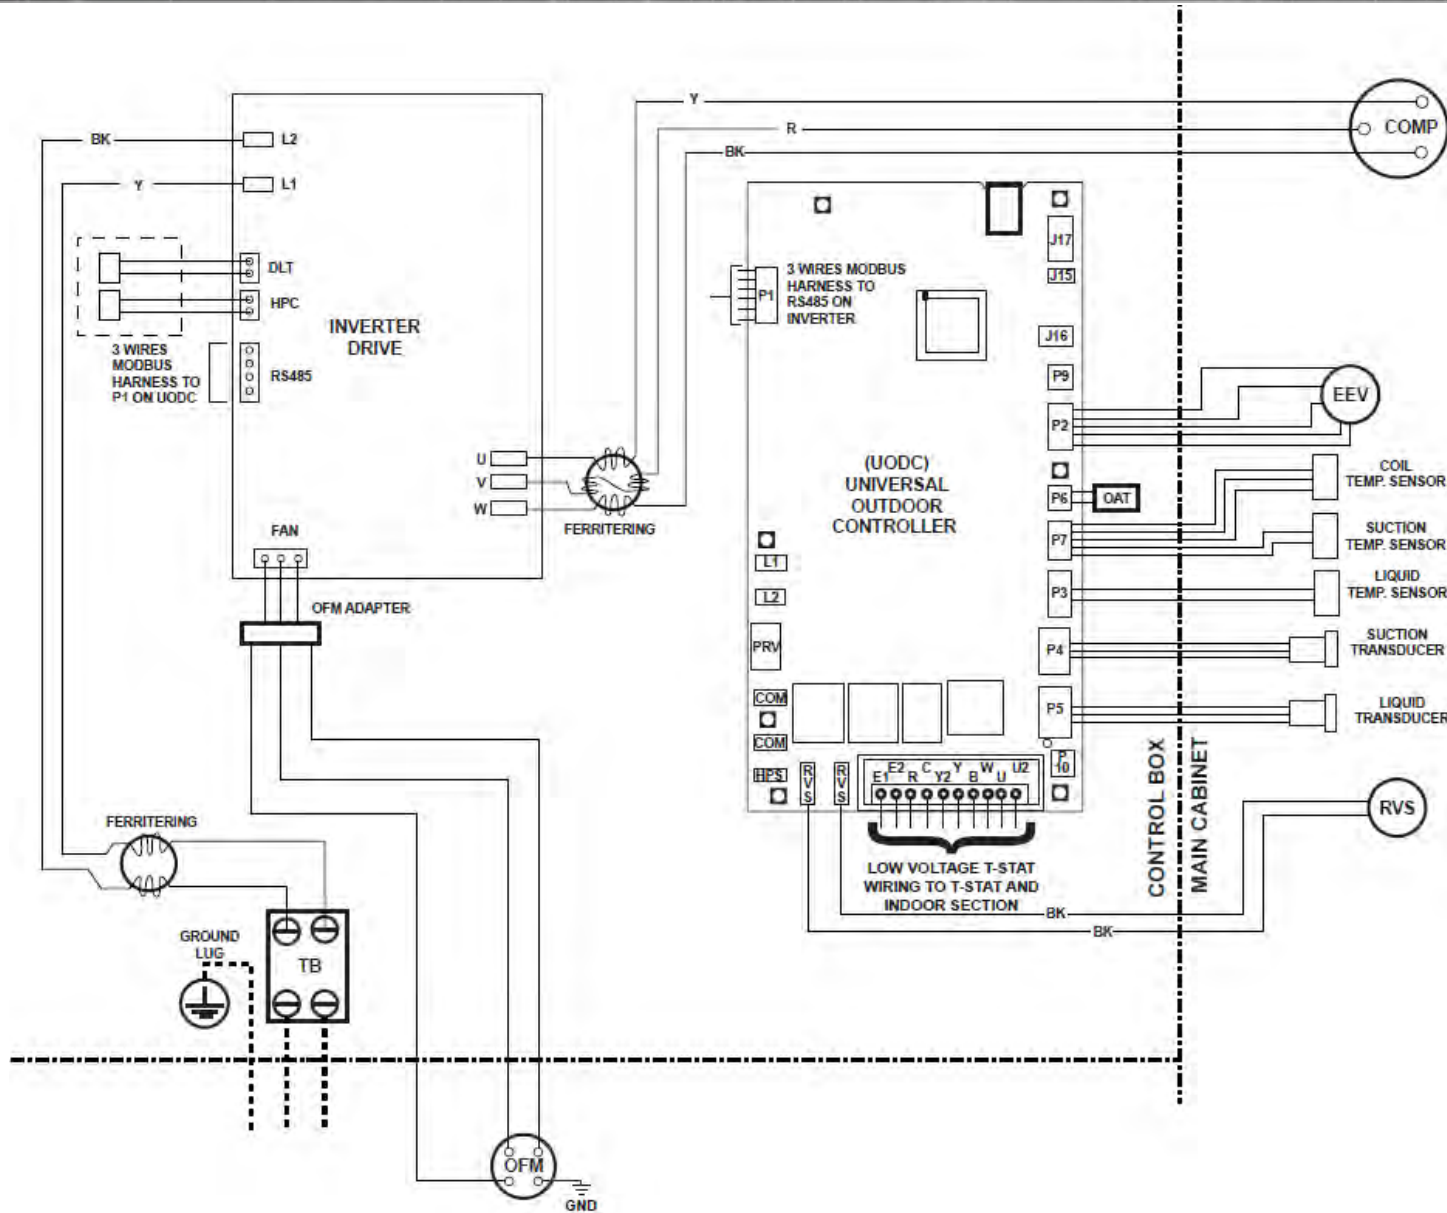 Y
R
BK
COMP
BK
L2
Y
L1
DLT
HPC
INVERTER
DRIVE
3 WIRES
MODBUS
HARNESS TO
P1 ON UODC
RS485
U
V
W
FERRITERING
FAN
OFM ADAPTER
P1
3 WIRES MODBUS
HARNESS TO
RS485 ON
INVERTER
J17
J15
J16
P9
P2
EEV
(UODC)
UNIVERSAL
OUTDOOR
CONTROLLER
P6
OAT
P7
P3
P4
P5
P
10
COIL
TEMP. SENSOR
SUCTION
TEMP. SENSOR
LIQUID
TEMP. SENSOR
SUCTION
TRANSDUCER
LIQUID
TRANSDUCER
L1
L2
PRV
COM
COM
HPS
RVS
RVS
E1
E2
R
C
Y2
Y
B
W
U
U2
LOW VOLTAGE T-STAT
WIRING TO T-STAT AND
INDOOR SECTION
BK
BK
CONTROL BOX
MAIN CABINET
RVS
FERRITERING
GROUND
LUG
TB
OFM
GND